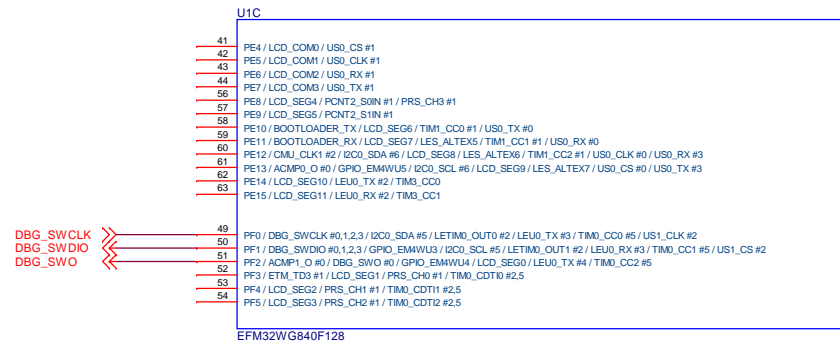 U1C
41 PE4 / LCD_COM0 / US0_CS #1
42 PE5 / LCD_COM1 / US0_CLK #1
43 PE6 / LCD_COM2 / US0_RX #1
44 PE7 / LCD_COM3 / US0_TX #1
56 PE8 / LCD_SEG4 / PCNT2_S0IN #1 / PRS_CH3 #1
57 PE9 / LCD_SEG5 / PCNT2_S1IN #1
58 PE10 / BOOTLOADER_TX / LCD_SEG6 / TIM1_CC0 #1 / US0_TX #0
59 PE11 / BOOTLOADER_RX / LCD_SEG7 / LES_ALTEX5 / TIM1_CC1 #1 / US0_RX #0
60 PE12 / CMU_CLK1 #2 / I2C0_SDA #6 / LCD_SEG8 / LES_ALTEX6 / TIM1_CC2 #1 / US0_CLK #0 / US0_RX #3
61 PE13 / ACMP0_O #0 / GPIO_EM4WU5 / I2C0_SCL #6 / LCD_SEG9 / LES_ALTEX7 / US0_CS #0 / US0_TX #3
62 PE14 / LCD_SEG10 / LEU0_TX #2 / TIM3_CC0
63 PE15 / LCD_SEG11 / LEU0_RX #2 / TIM3_CC1
DBG_SWCLK 49 PF0 / DBG_SWCLK #0,1,2,3 / I2C0_SDA #5 / LETIM0_OUT0 #2 / LEU0_TX #3 / TIM0_CC0 #5 / US1_CLK #2
DBG_SWDIO 50 PF1 / DBG_SWDIO #0,1,2,3 / GPIO_EM4WU3 / I2C0_SCL #5 / LETIM0_OUT1 #2 / LEU0_RX #3 / TIM0_CC1 #5 / US1_CS #2
DBG_SWO 51 PF2 / ACMP1_O #0 / DBG_SWO #0 / GPIO_EM4WU4 / LCD_SEG0 / LEU0_TX #4 / TIM0_CC2 #5
52 PF3 / ETM_TD3 #1 / LCD_SEG1 / PRS_CH0 #1 / TIM0_CDTI0 #2,5
53 PF4 / LCD_SEG2 / PRS_CH1 #1 / TIM0_CDTI1 #2,5
54 PF5 / LCD_SEG3 / PRS_CH2 #1 / TIM0_CDTI2 #2,5
EFM32WG840F128